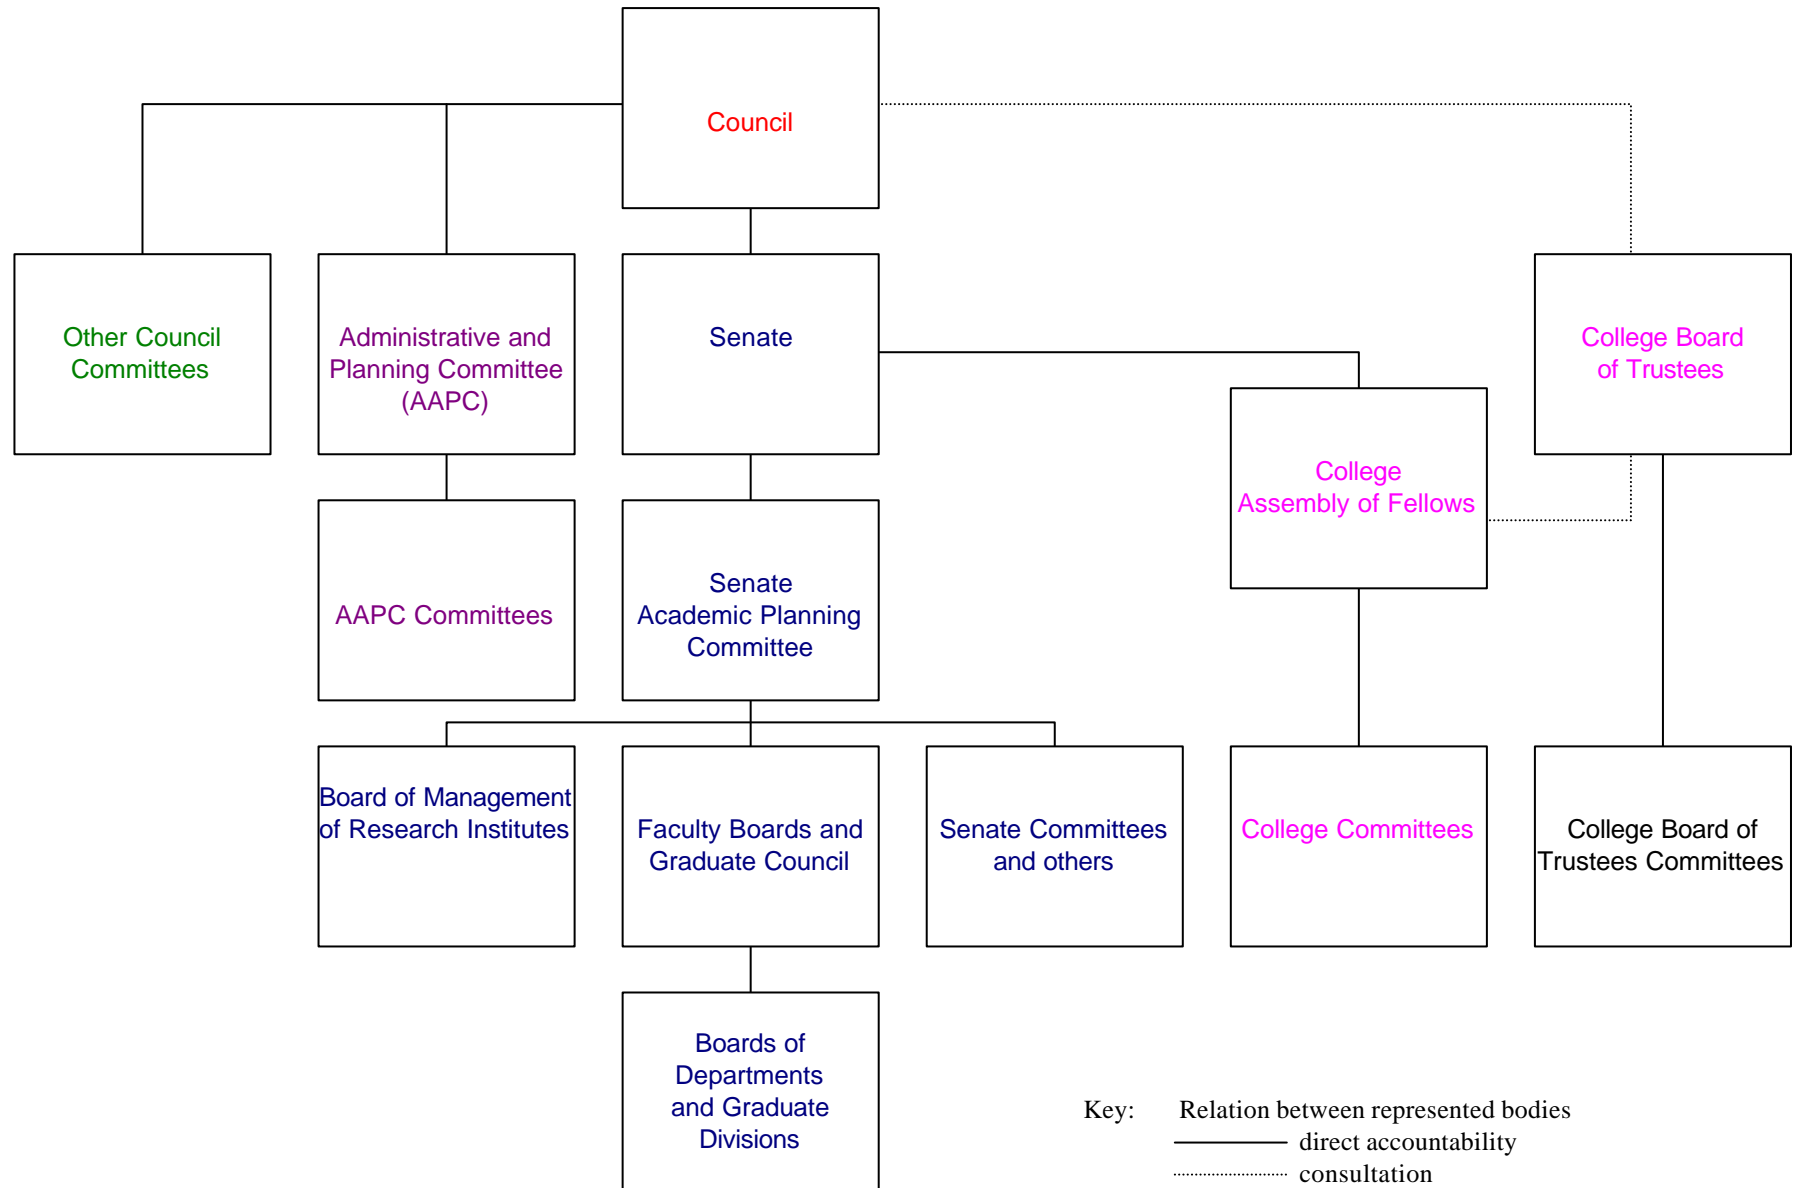 Council
Other Council
Committees
Administrative and
Planning Committee
(AAPC)
Senate
College Board
of Trustees
College
Assembly of Fellows
AAPC Committees
Senate
Academic Planning
Committee
Board of Management
of Research Institutes
Faculty Boards and
Graduate Council
Senate Committees
and others
College Committees
College Board of
Trustees Committees
Boards of
Departments
and Graduate
Divisions
Key: Relation between represented bodies
direct accountability
consultation